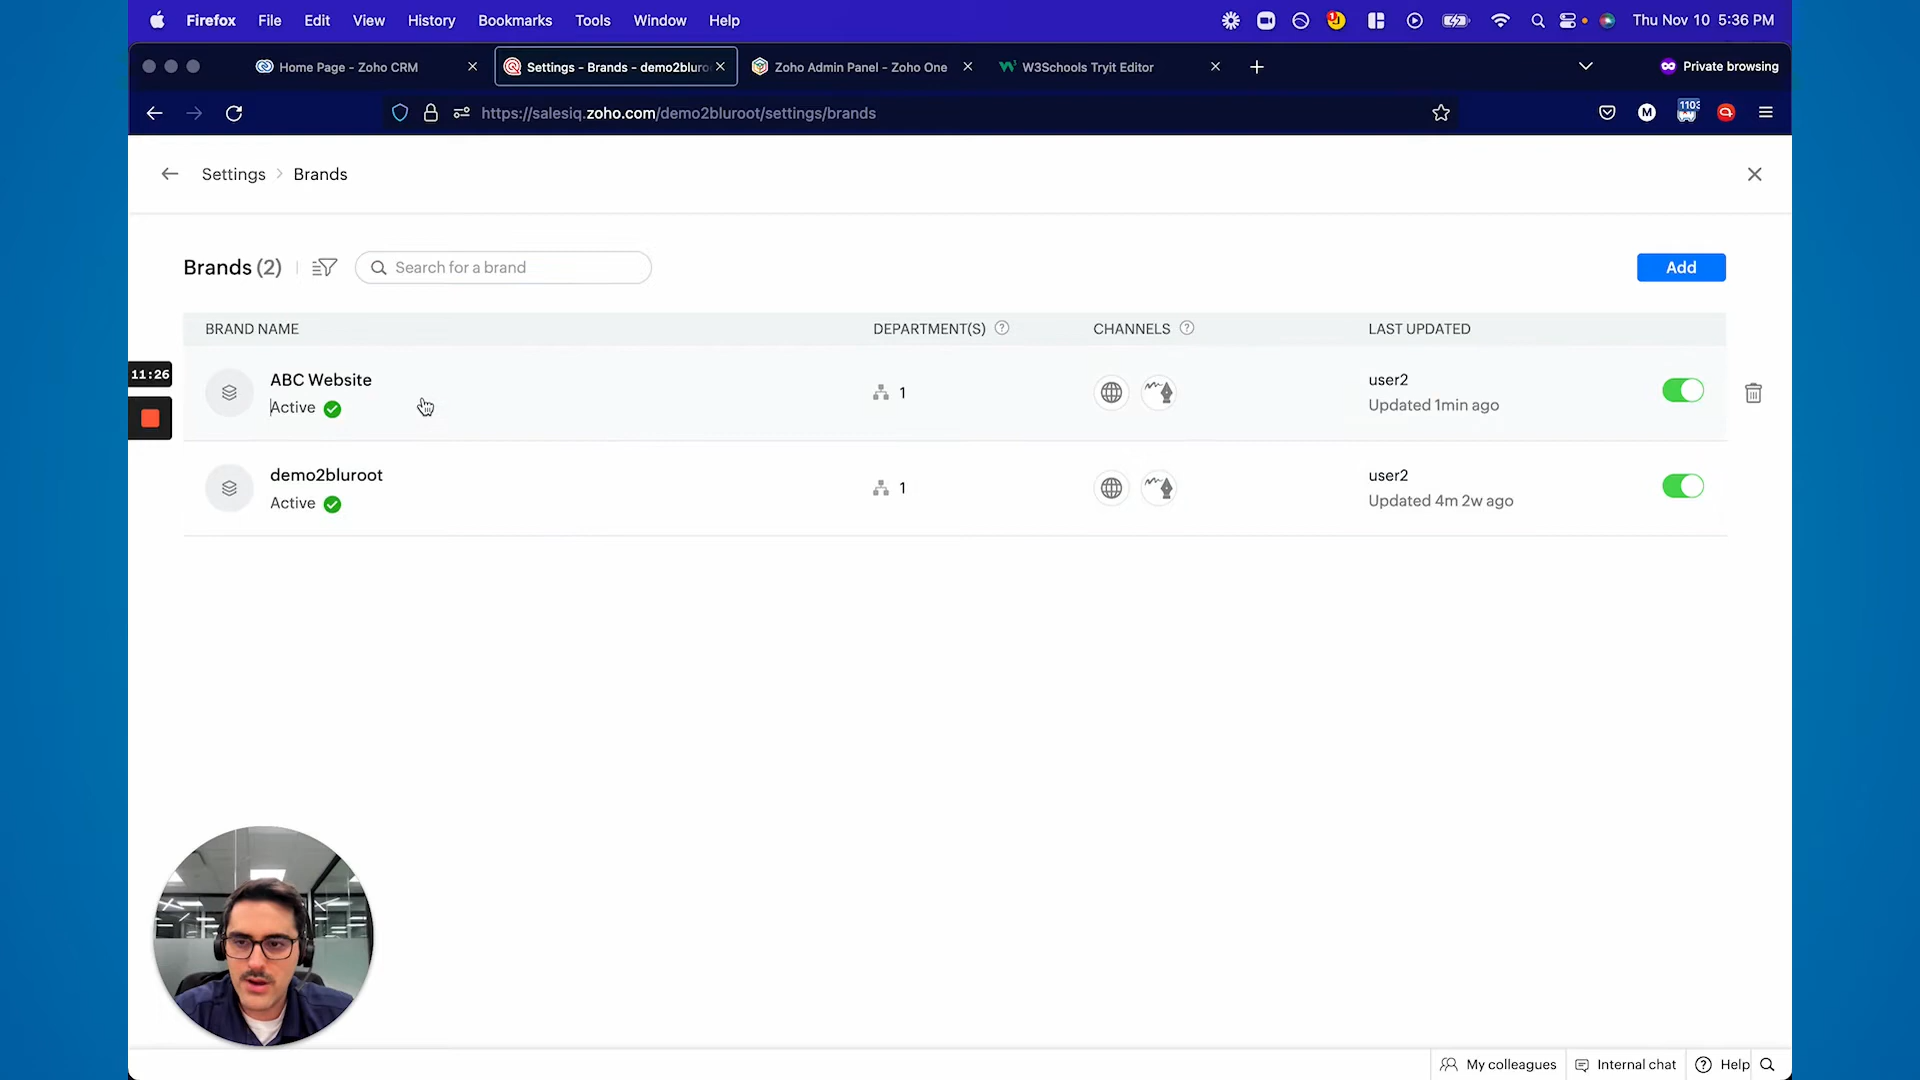 Firefox File Edit View History Bookmarks Tools Window Help Thu Nov 10 5:36 PM
Home Page - Zoho CRM Settings - Brands - demo2bluro Zoho Admin Panel - Zoho One W3Schools Tryit Editor Private browsing
https://salesiq.zoho.com/demo2bluroot/settings/brands M 1103
Settings > Brands
Brands (2) Search for a brand Add
BRAND NAME DEPARTMENT(S) ? CHANNELS ? LAST UPDATED
11:26
ABC Website 1 user2
Active Updated 1min ago
demo2bluroot 1 user2
Active Updated 4m 2w ago
My colleagues Internal chat Help